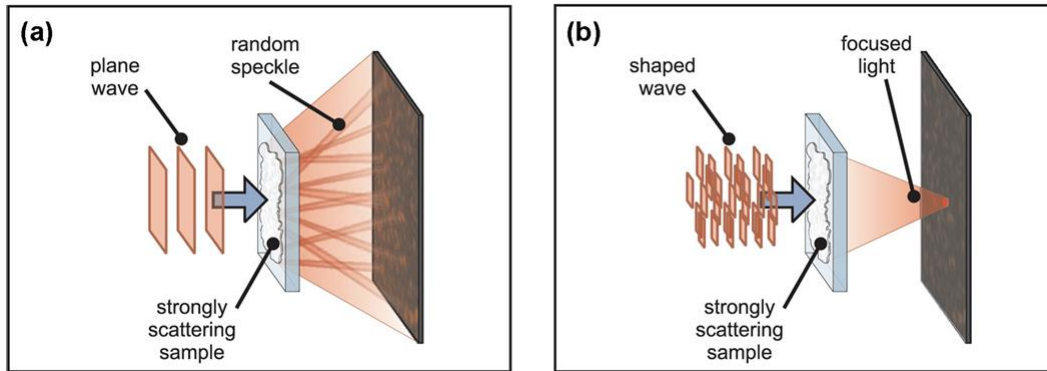 (a)
plane
wave
random
speckle
strongly
scattering
sample
(b)
shaped
wave
focused
light
strongly
scattering
sample